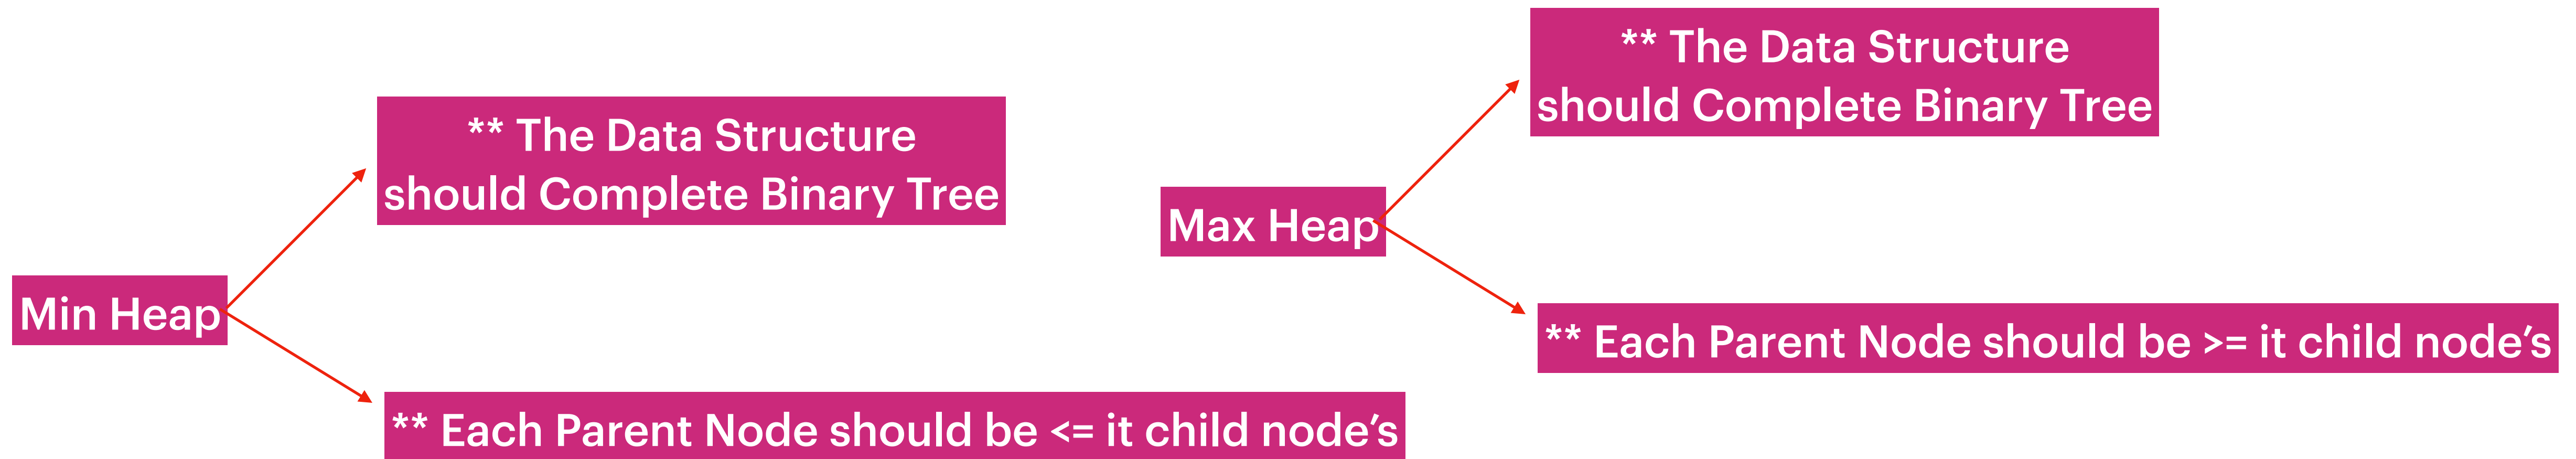 Min Heap
** The Data Structure
should Complete Binary Tree
** Each Parent Node should be <= it child node’s
Max Heap
** The Data Structure
should Complete Binary Tree
** Each Parent Node should be >= it child node’s